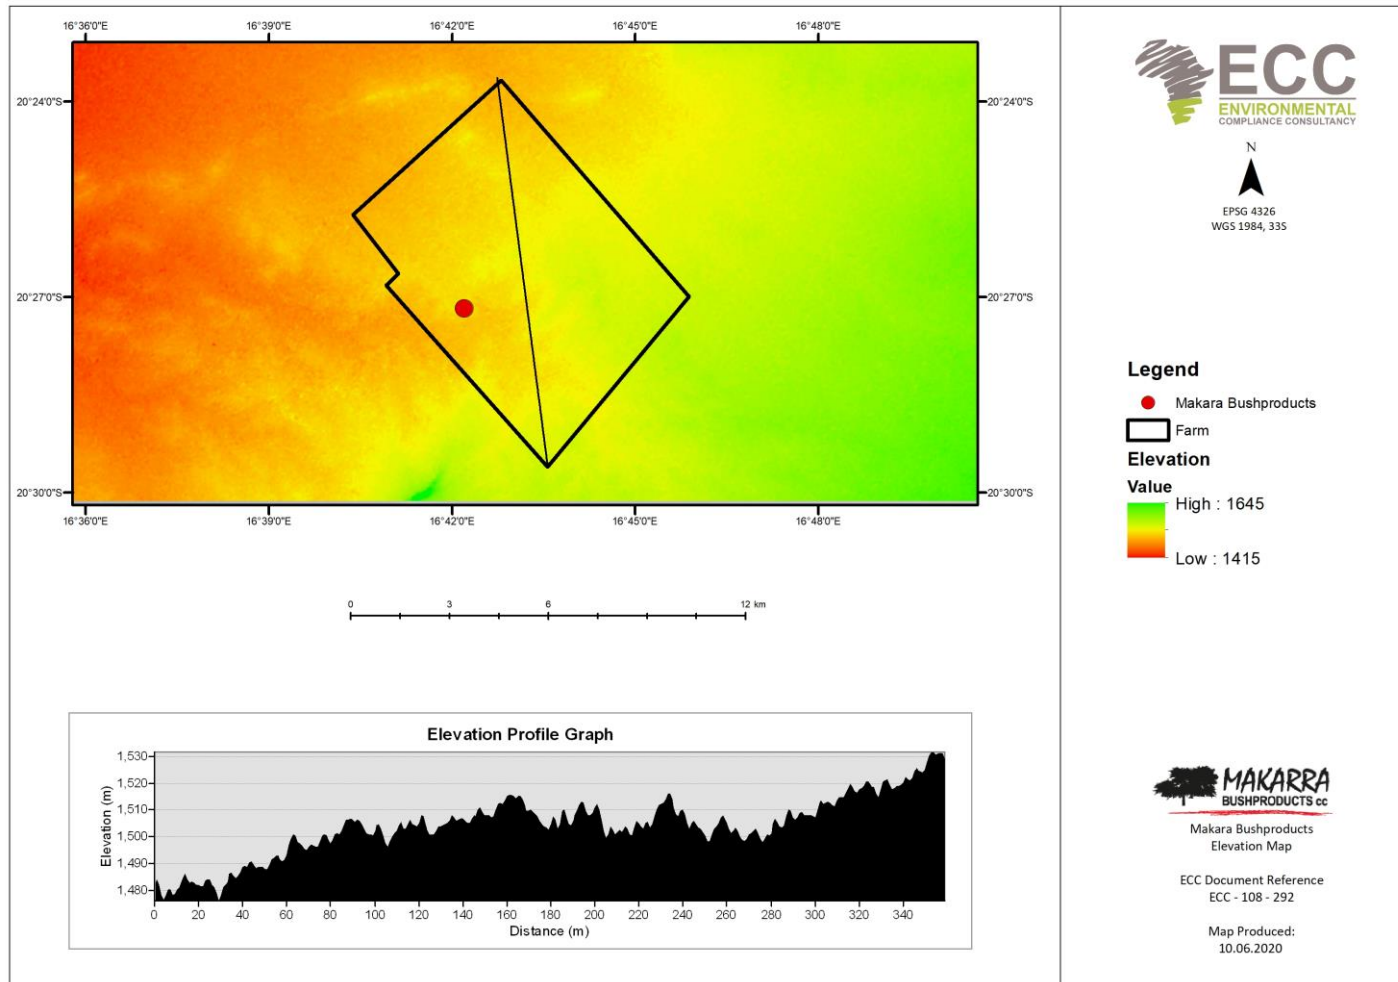 16°36'0"E
16°39'0"E
16°42'0"E
16°45'0"E
16°48'0"E
20°24'0"S
20°24'0"S
20°27'0"S
20°27'0"S
20°30'0"S
20°30'0"S
16°36'0"E
16°39'0"E
16°42'0"E
16°45'0"E
16°48'0"E
0
3
6
12 km
Elevation Profile Graph
Elevation (m)
1,530
1,520
1,510
1,500
1,490
1,480
0
20
40
60
80
100
120
140
160
180
200
220
240
260
280
300
320
340
Distance (m)
ECC
ENVIRONMENTAL
COMPLIANCE CONSULTANCY
N
EPSG 4326
WGS 1984, 33S
Legend
Makara Bushproducts
Farm
Elevation
Value
High : 1645
Low : 1415
MAKARRA
BUSHPRODUCTS cc
Makara Bushproducts
Elevation Map
ECC Document Reference
ECC - 108 - 292
Map Produced:
10.06.2020